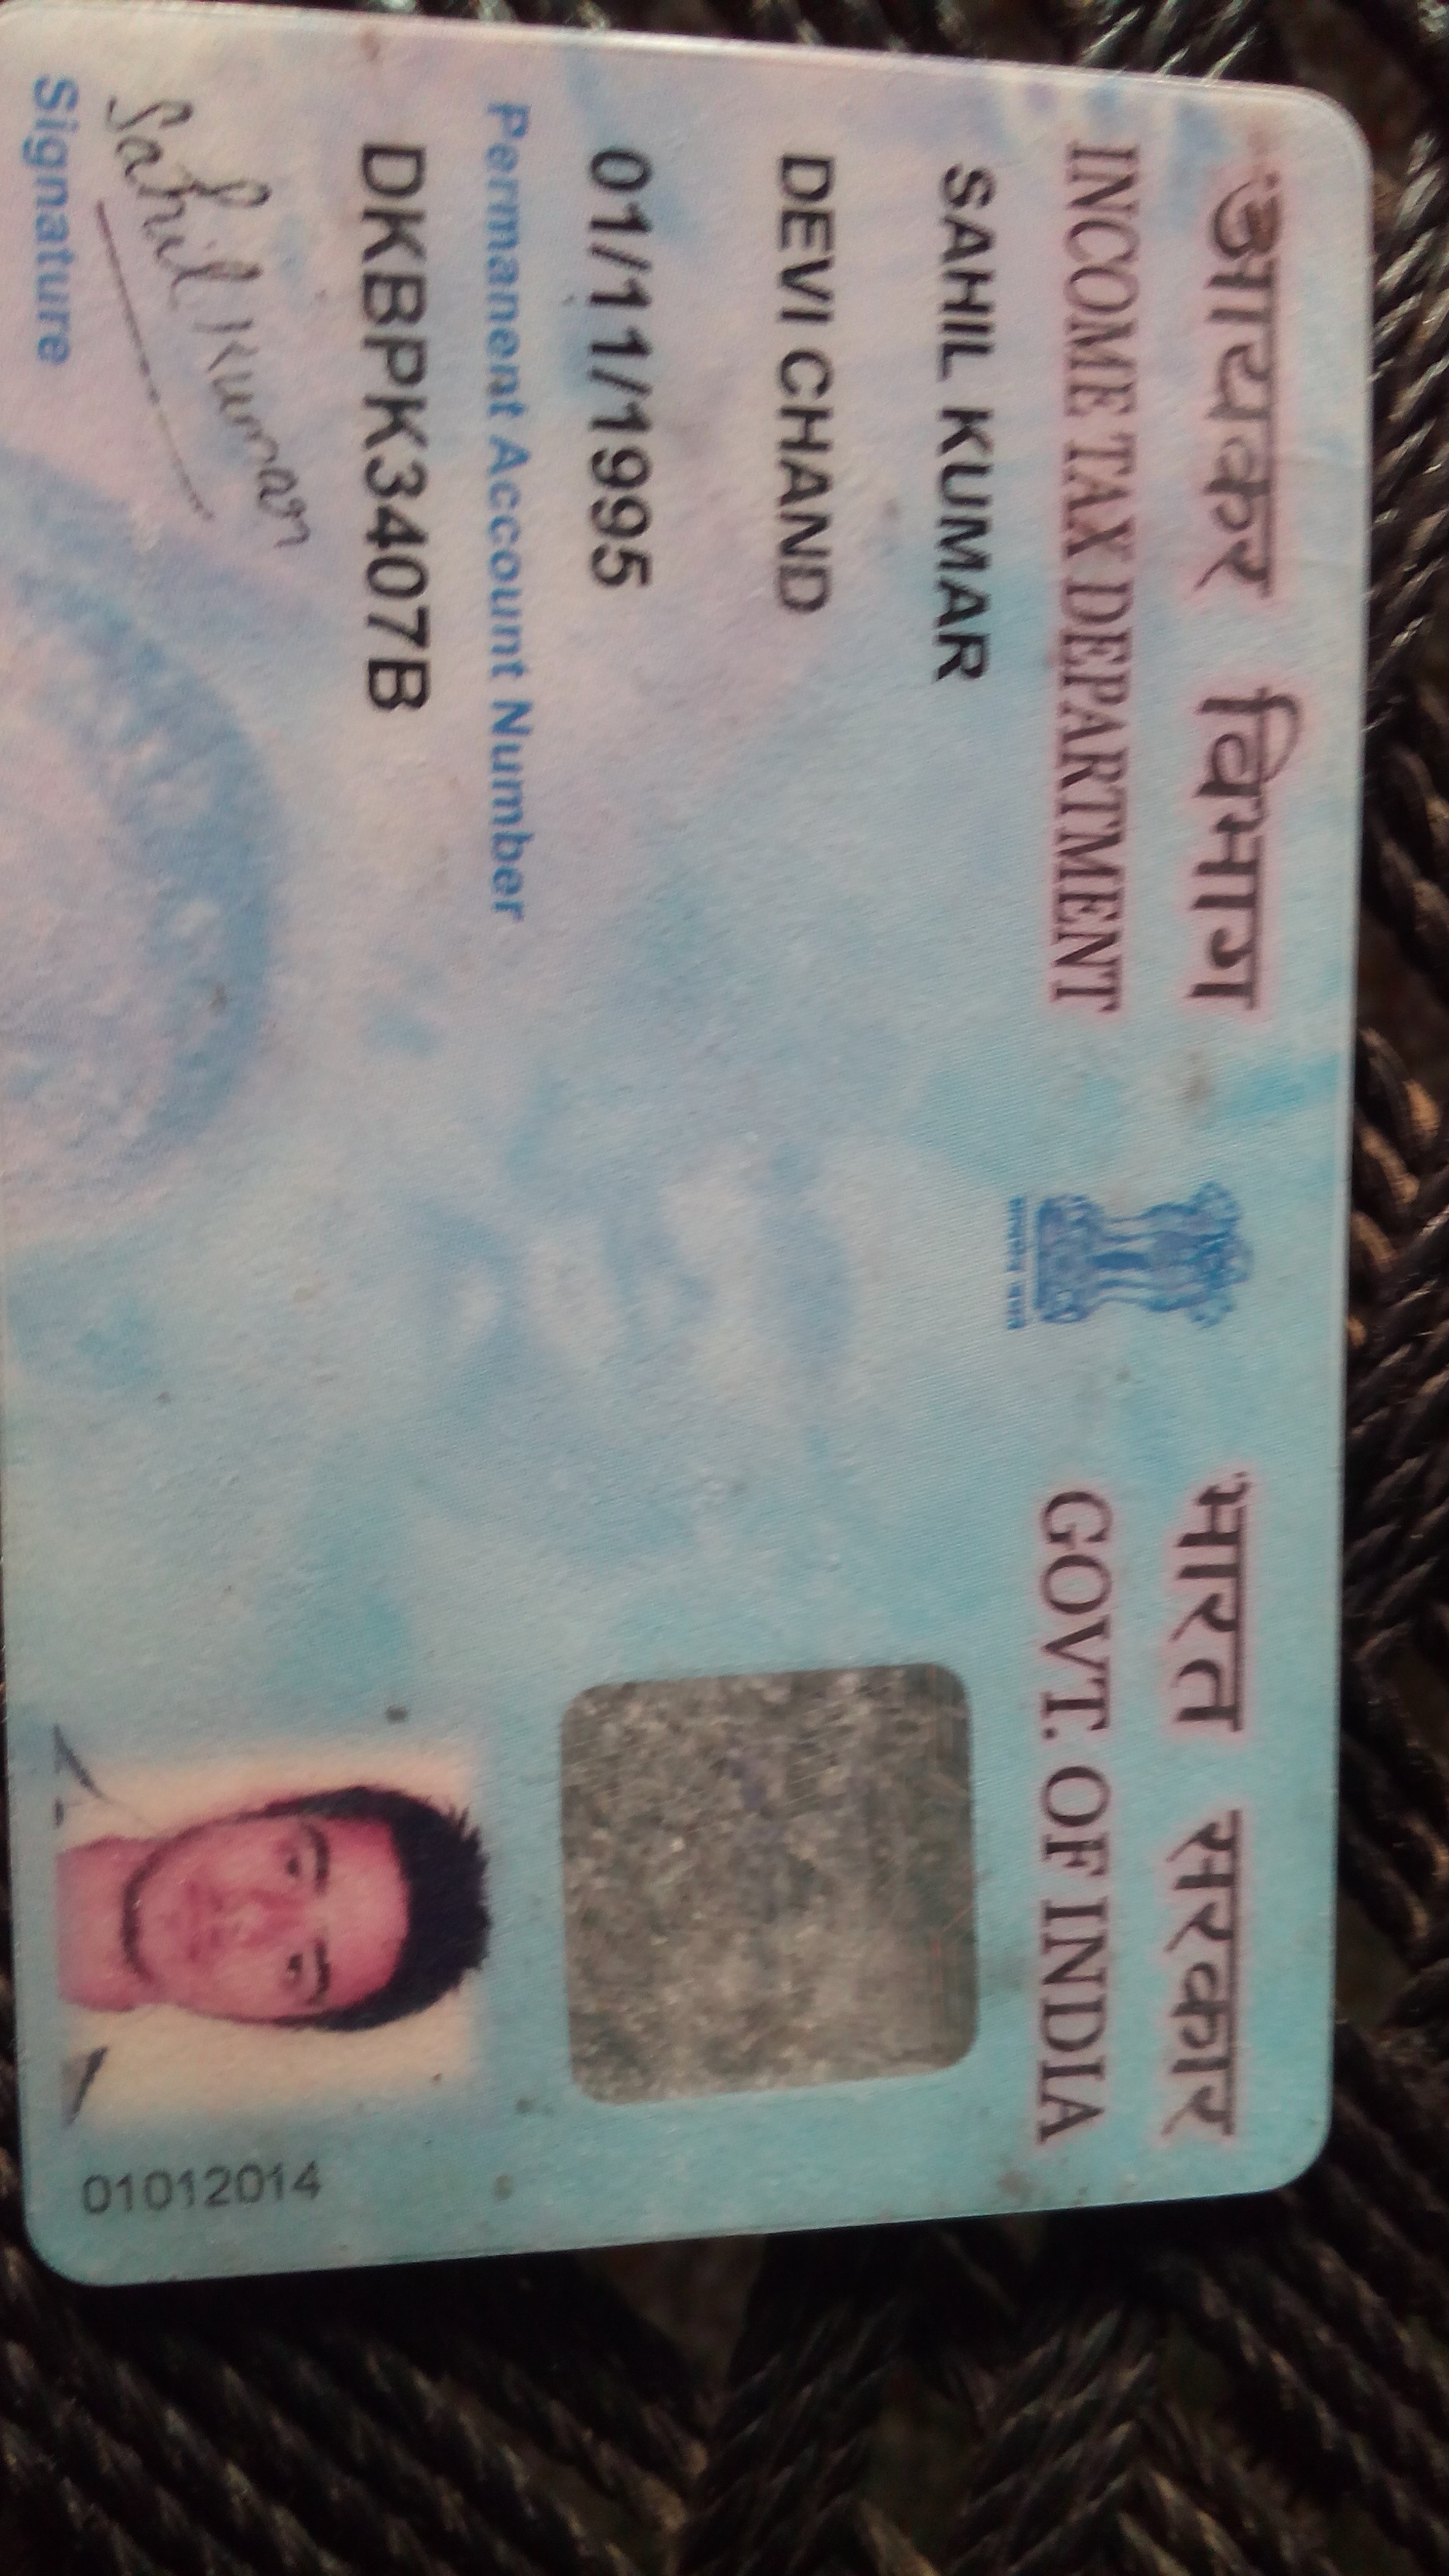 आयकर विभाग
INCOME TAX DEPARTMENT
भारत सरकार
GOVT. OF INDIA
SAHIL KUMAR
DEVI CHAND
01/11/1995
Permanent Account Number
DKBPK3407B
Sahil Kumar
Signature
01012014